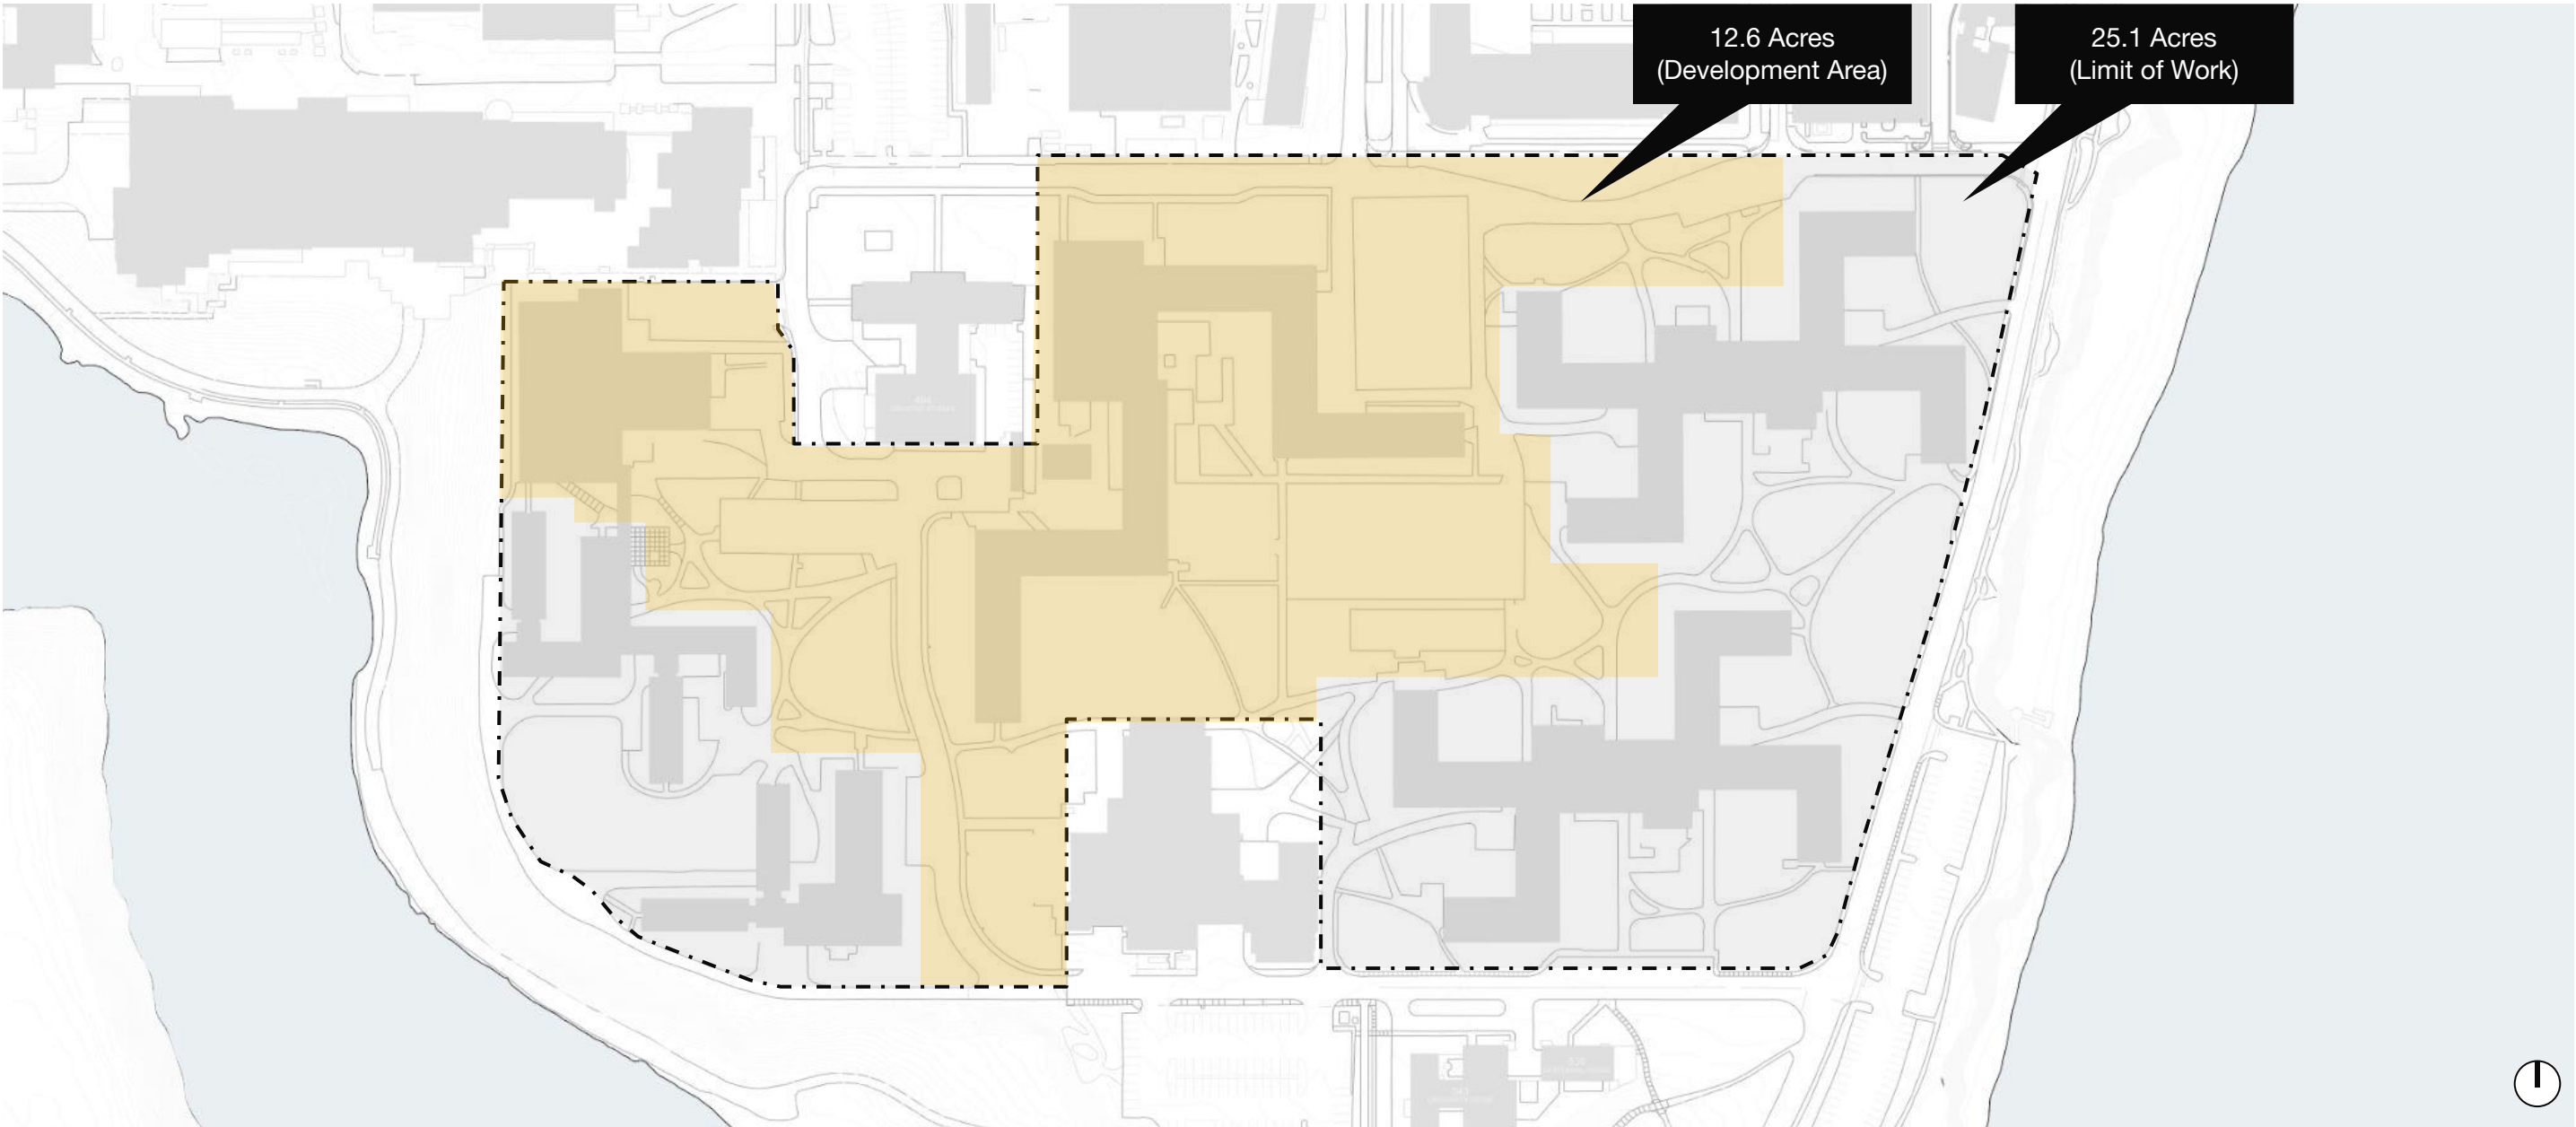 12.6 Acres
(Development Area)
25.1 Acres
(Limit of Work)